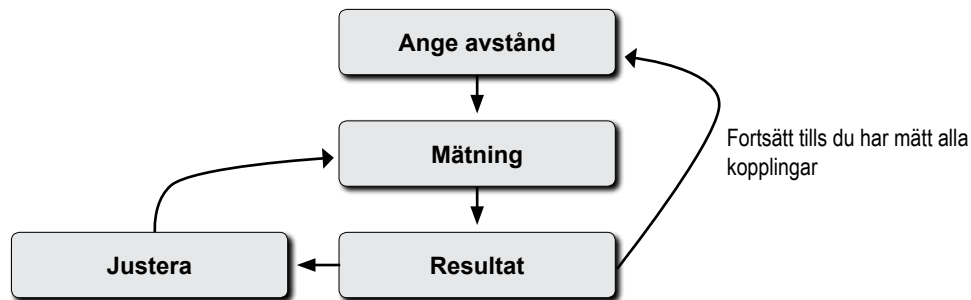 Ange avstånd
Mätning
Fortsätt tills du har mätt alla
kopplingar
Justera
Resultat